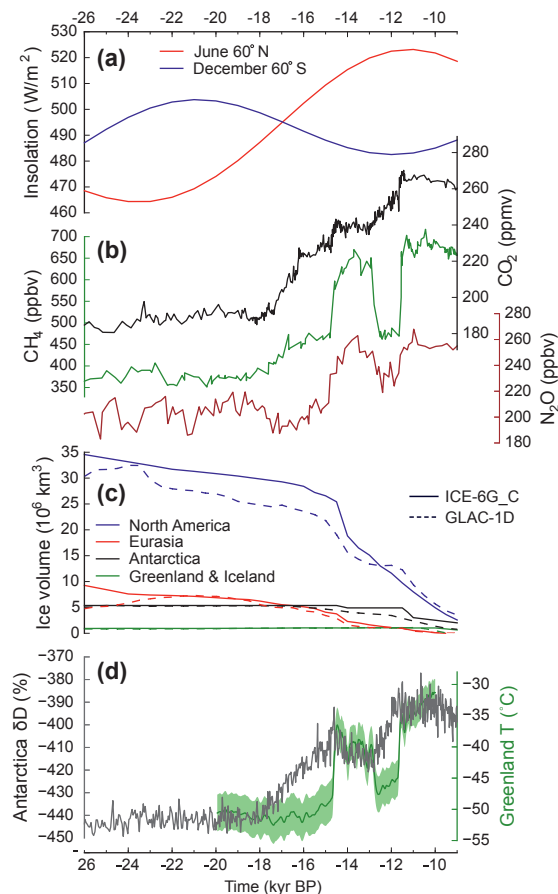 -26 -24 -22 -20 -18 -16 -14 -12 -10
530
520
510
500
490
480
470
460
Insolation (W/m²)
(a)
June 60° N
December 60° S
280
260
240
220
200
180
CO₂ (ppmv)
(b)
700
650
600
550
500
450
400
350
CH₄ (ppbv)
260
240
220
200
180
N₂O (ppbv)
35
30
25
20
15
10
5
0
Ice volume (10⁶ km³)
(c)
North America
Eurasia
Antarctica
Greenland & Iceland
ICE-6G_C
GLAC-1D
-370
-380
-390
-400
-410
-420
-430
-440
-450
Antarctica δD (%)
(d)
-30
-35
-40
-45
-50
-55
Greenland T (°C)
-26 -24 -22 -20 -18 -16 -14 -12 -10
Time (kyr BP)